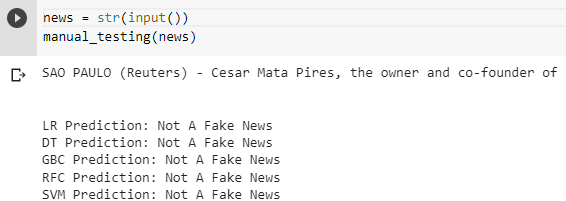 news = str(input())
manual_testing(news)
SAO PAULO (Reuters) - Cesar Mata Pires, the owner and co-founder of
LR Prediction: Not A Fake News
DT Prediction: Not A Fake News
GBC Prediction: Not A Fake News
RFC Prediction: Not A Fake News
SVM Prediction: Not A Fake News